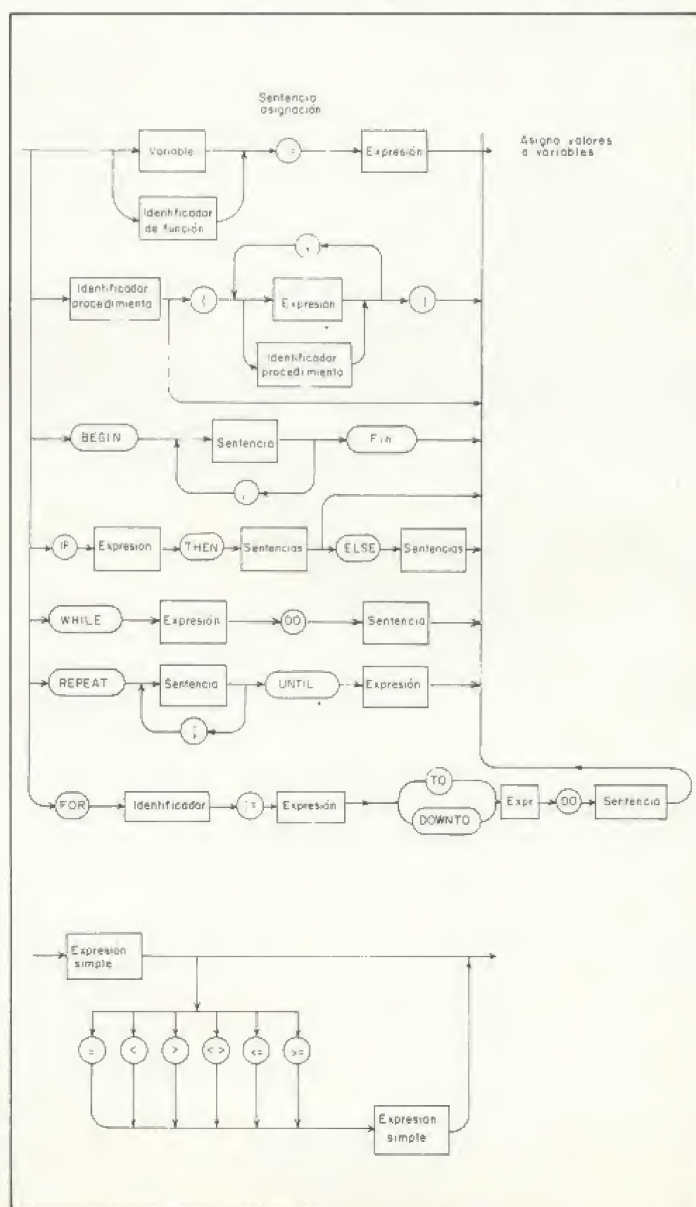 Sentencia
asignación
Variable
:=
Expresión
Asigna valores
a variables
Identificador
de función
,
Identificador
procedimiento
(
Expresión
)
Identificador
procedimiento
BEGIN
Sentencia
Fin
;
IF
Expresión
THEN
Sentencias
ELSE
Sentencias
WHILE
Expresión
DO
Sentencia
REPEAT
Sentencia
UNTIL
Expresión
;
FOR
Identificador
:=
Expresión
TO
DOWNTO
Expr
DO
Sentencia
Expresión
simple
=
<
>
<>
<=
>=
Expresión
simple